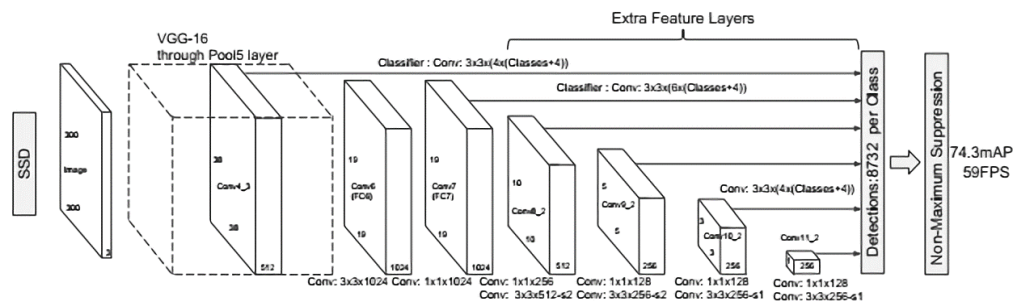 Extra Feature Layers
VGG-16
through Pool5 layer
Classifier : Conv: 3x3x(4x(Classes+4))
Classifier : Conv: 3x3x(6x(Classes+4))
SSD
300
Image
300
3
38
Conv4_3
38
512
19
Conv6
(FC6)
19
1024
19
Conv7
(FC7)
19
1024
10
Conv8_2
10
512
5
Conv9_2
5
256
Conv: 3x3x(4x(Classes+4))
3
Conv10_2
3
256
Conv11_2
1
256
Detections:8732 per Class
Non-Maximum Suppression
74.3mAP
59FPS
Conv: 3x3x1024
Conv: 1x1x1024
Conv: 1x1x256
Conv: 3x3x512-s2
Conv: 1x1x128
Conv: 3x3x256-s2
Conv: 1x1x128
Conv: 3x3x256-s1
Conv: 1x1x128
Conv: 3x3x256-s1